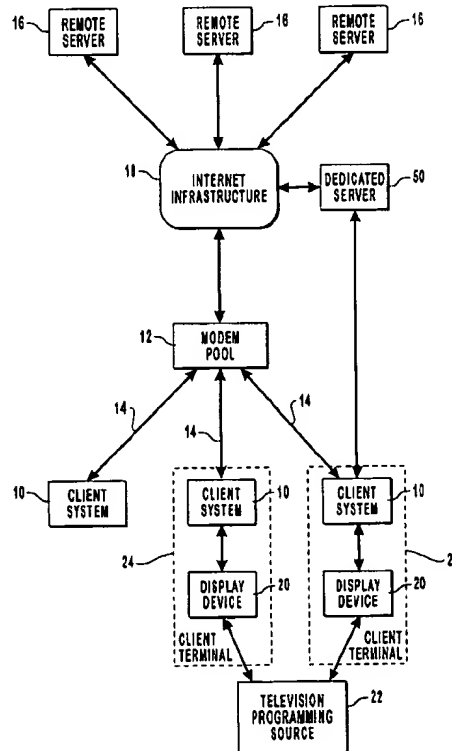 16
REMOTE
SERVER
REMOTE
SERVER
16
REMOTE
SERVER
16
18
INTERNET
INFRASTRUCTURE
DEDICATED
SERVER
50
12
MODEM
POOL
14
14
14
10
CLIENT
SYSTEM
CLIENT
SYSTEM
10
CLIENT
SYSTEM
10
24
2
DISPLAY
DEVICE
20
DISPLAY
DEVICE
20
CLIENT
TERMINAL
CLIENT
TERMINAL
TELEVISION
PROGRAMMING
SOURCE
22